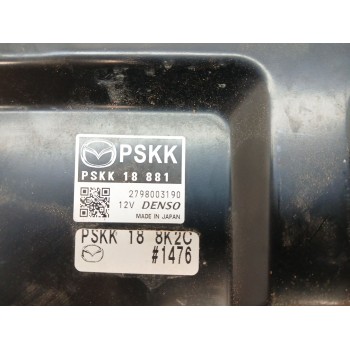 PSKK
PSKK 18 881
2798003190
12V DENSO
MADE IN JAPAN
PSKK 18 8K2C
#1476